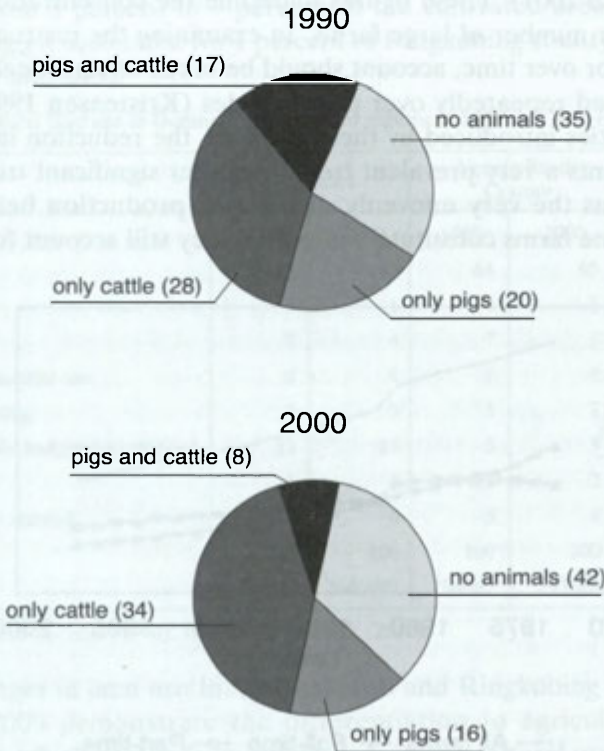 1990
pigs and cattle (17)
no animals (35)
only cattle (28)
only pigs (20)
2000
pigs and cattle (8)
no animals (42)
only cattle (34)
only pigs (16)